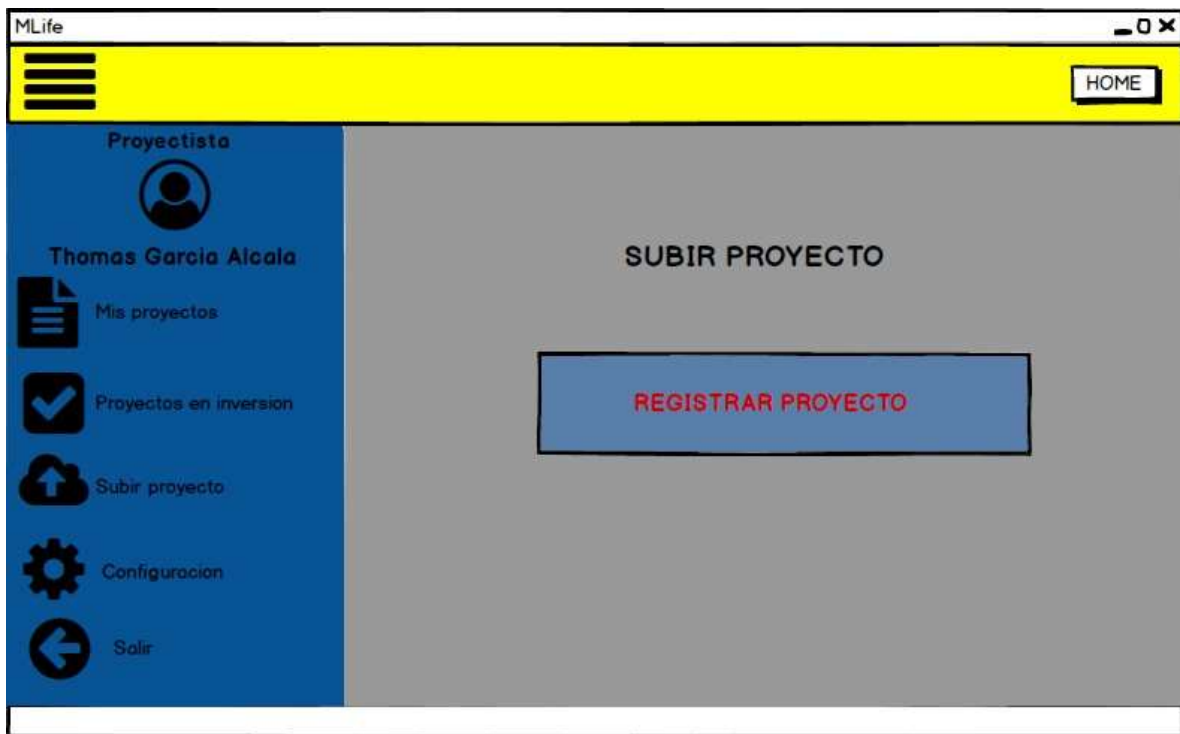 MLife
HOME
Proyectista
Thomas Garcia Alcala
Mis proyectos
Proyectos en inversion
Subir proyecto
Configuracion
Salir
SUBIR PROYECTO
REGISTRAR PROYECTO